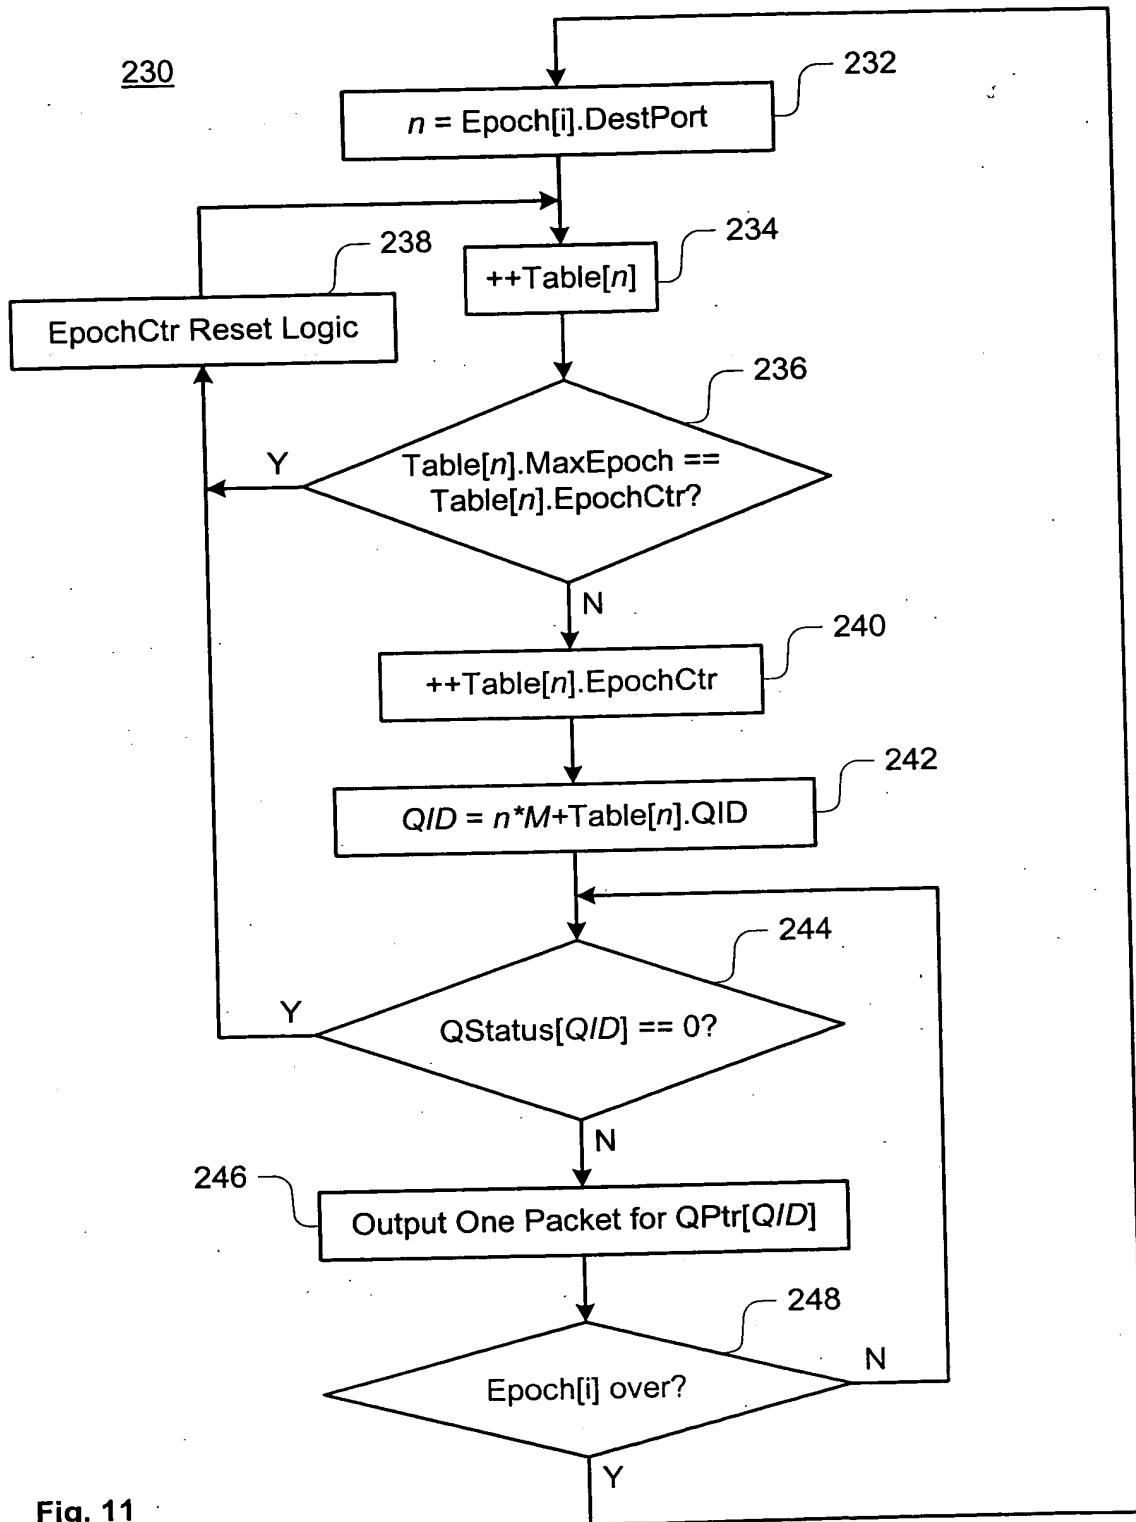 230
232
n = Epoch[i].DestPort
234
++Table[n]
238
EpochCtr Reset Logic
236
Table[n].MaxEpoch ==
Table[n].EpochCtr?
Y
N
240
++Table[n].EpochCtr
242
QID = n*M+Table[n].QID
244
QStatus[QID] == 0?
Y
N
246
Output One Packet for QPtr[QID]
248
Epoch[i] over?
N
Y
Fig. 11